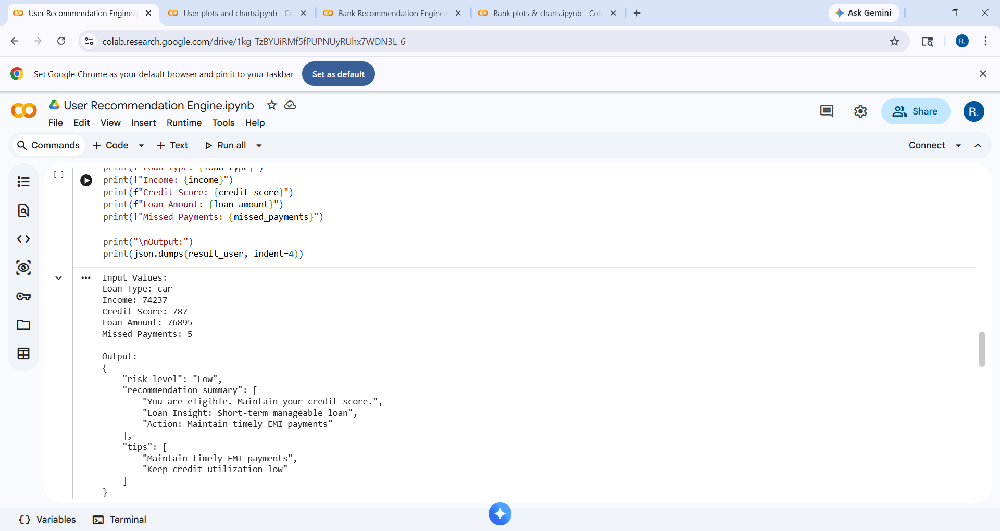 User Recommendation Engine.i
User plots and charts.ipynb - Co
Bank Recommendation Engine.i
Bank plots & charts.ipynb - Col
Ask Gemini
colab.research.google.com/drive/1kg-TzBYUiRMf5fPUPNUyRUhx7WDN3L-6
R.
Set Google Chrome as your default browser and pin it to your taskbar
Set as default
User Recommendation Engine.ipynb
File Edit View Insert Runtime Tools Help
Share
R.
Commands + Code + Text Run all
Connect
[ ]
print(f"Loan Type: {loan_type}")
print(f"Income: {income}")
print(f"Credit Score: {credit_score}")
print(f"Loan Amount: {loan_amount}")
print(f"Missed Payments: {missed_payments}")
print("\nOutput:")
print(json.dumps(result_user, indent=4))
Input Values:
Loan Type: car
Income: 74237
Credit Score: 787
Loan Amount: 76895
Missed Payments: 5
Output:
{
"risk_level": "Low",
"recommendation_summary": [
"You are eligible. Maintain your credit score.",
"Loan Insight: Short-term manageable loan",
"Action: Maintain timely EMI payments"
],
"tips": [
"Maintain timely EMI payments",
"Keep credit utilization low"
]
}
{} Variables
Terminal